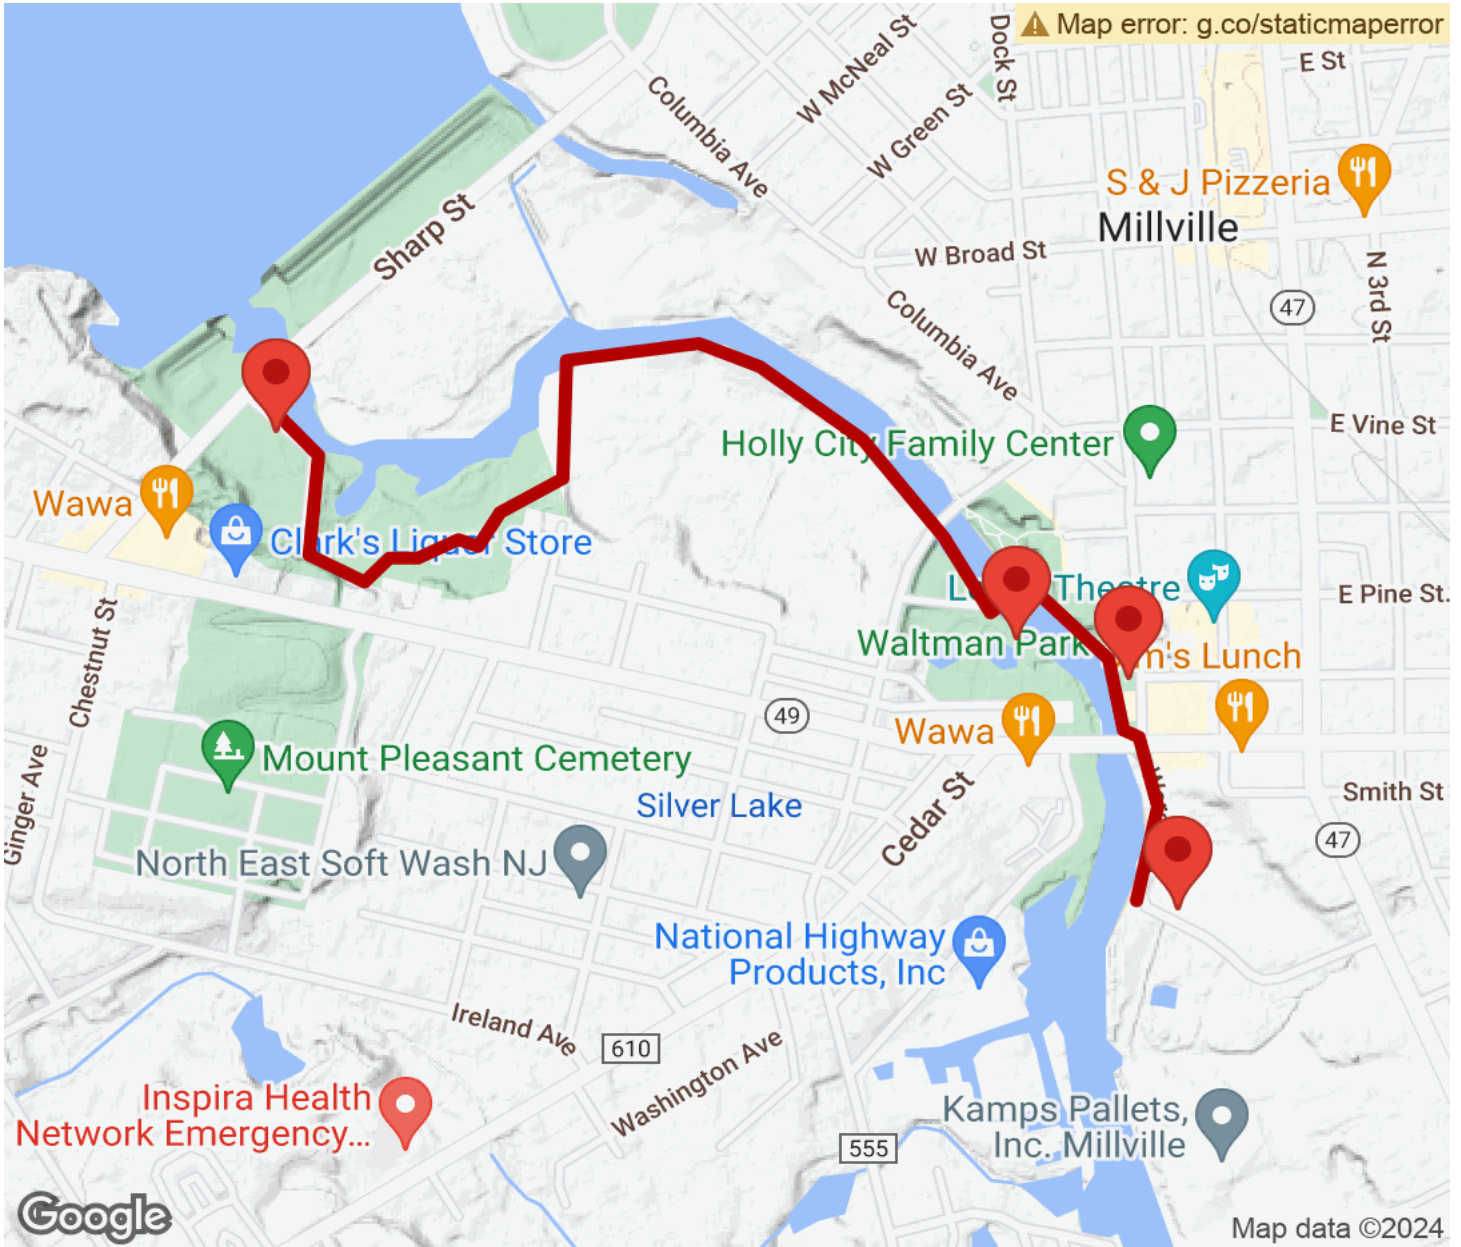 Map error: g.co/staticmaperror
Dock St
E St
W McNeal St
Columbia Ave
W Green St
S & J Pizzeria
Millville
Sharp St
W Broad St
N 3rd St
47
Columbia Ave
E Vine St
Holly City Family Center
Wawa
Clark's Liquor Store
Theatre
E Pine St.
Chestnut St
Waltman Park
m's Lunch
49
Wawa
Mount Pleasant Cemetery
Ginger Ave
Silver Lake
Cedar St
Smith St
47
North East Soft Wash NJ
National Highway
Products, Inc
Ireland Ave
610
Washington Ave
Inspira Health
Network Emergency...
Kamps Pallets,
Inc. Millville
555
Google
Map data ©2024